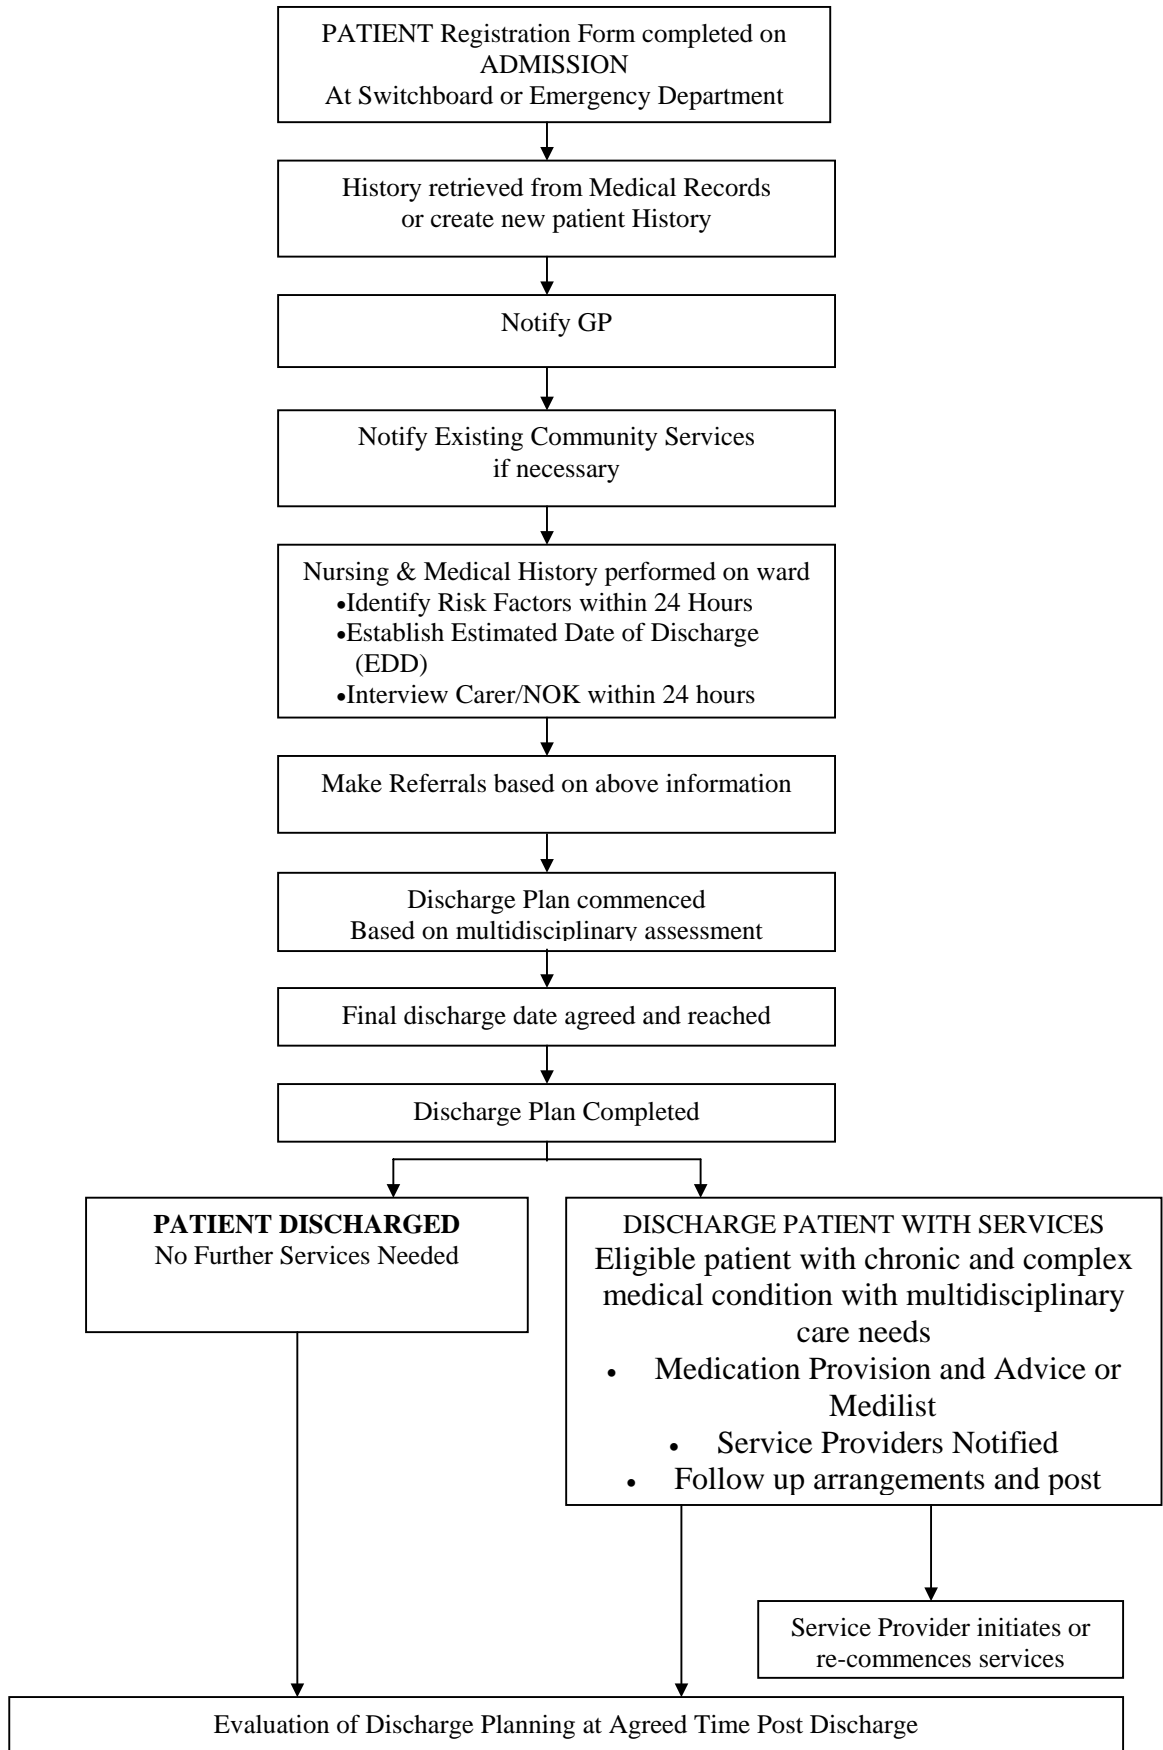 PATIENT Registration Form completed on
ADMISSION
At Switchboard or Emergency Department
History retrieved from Medical Records
or create new patient History
Notify GP
Notify Existing Community Services
if necessary
Nursing & Medical History performed on ward
•Identify Risk Factors within 24 Hours
•Establish Estimated Date of Discharge
(EDD)
•Interview Carer/NOK within 24 hours
Make Referrals based on above information
Discharge Plan commenced
Based on multidisciplinary assessment
Final discharge date agreed and reached
Discharge Plan Completed
PATIENT DISCHARGED
No Further Services Needed
DISCHARGE PATIENT WITH SERVICES
Eligible patient with chronic and complex
medical condition with multidisciplinary
care needs
• Medication Provision and Advice or
Medilist
• Service Providers Notified
• Follow up arrangements and post
Service Provider initiates or
re-commences services
Evaluation of Discharge Planning at Agreed Time Post Discharge